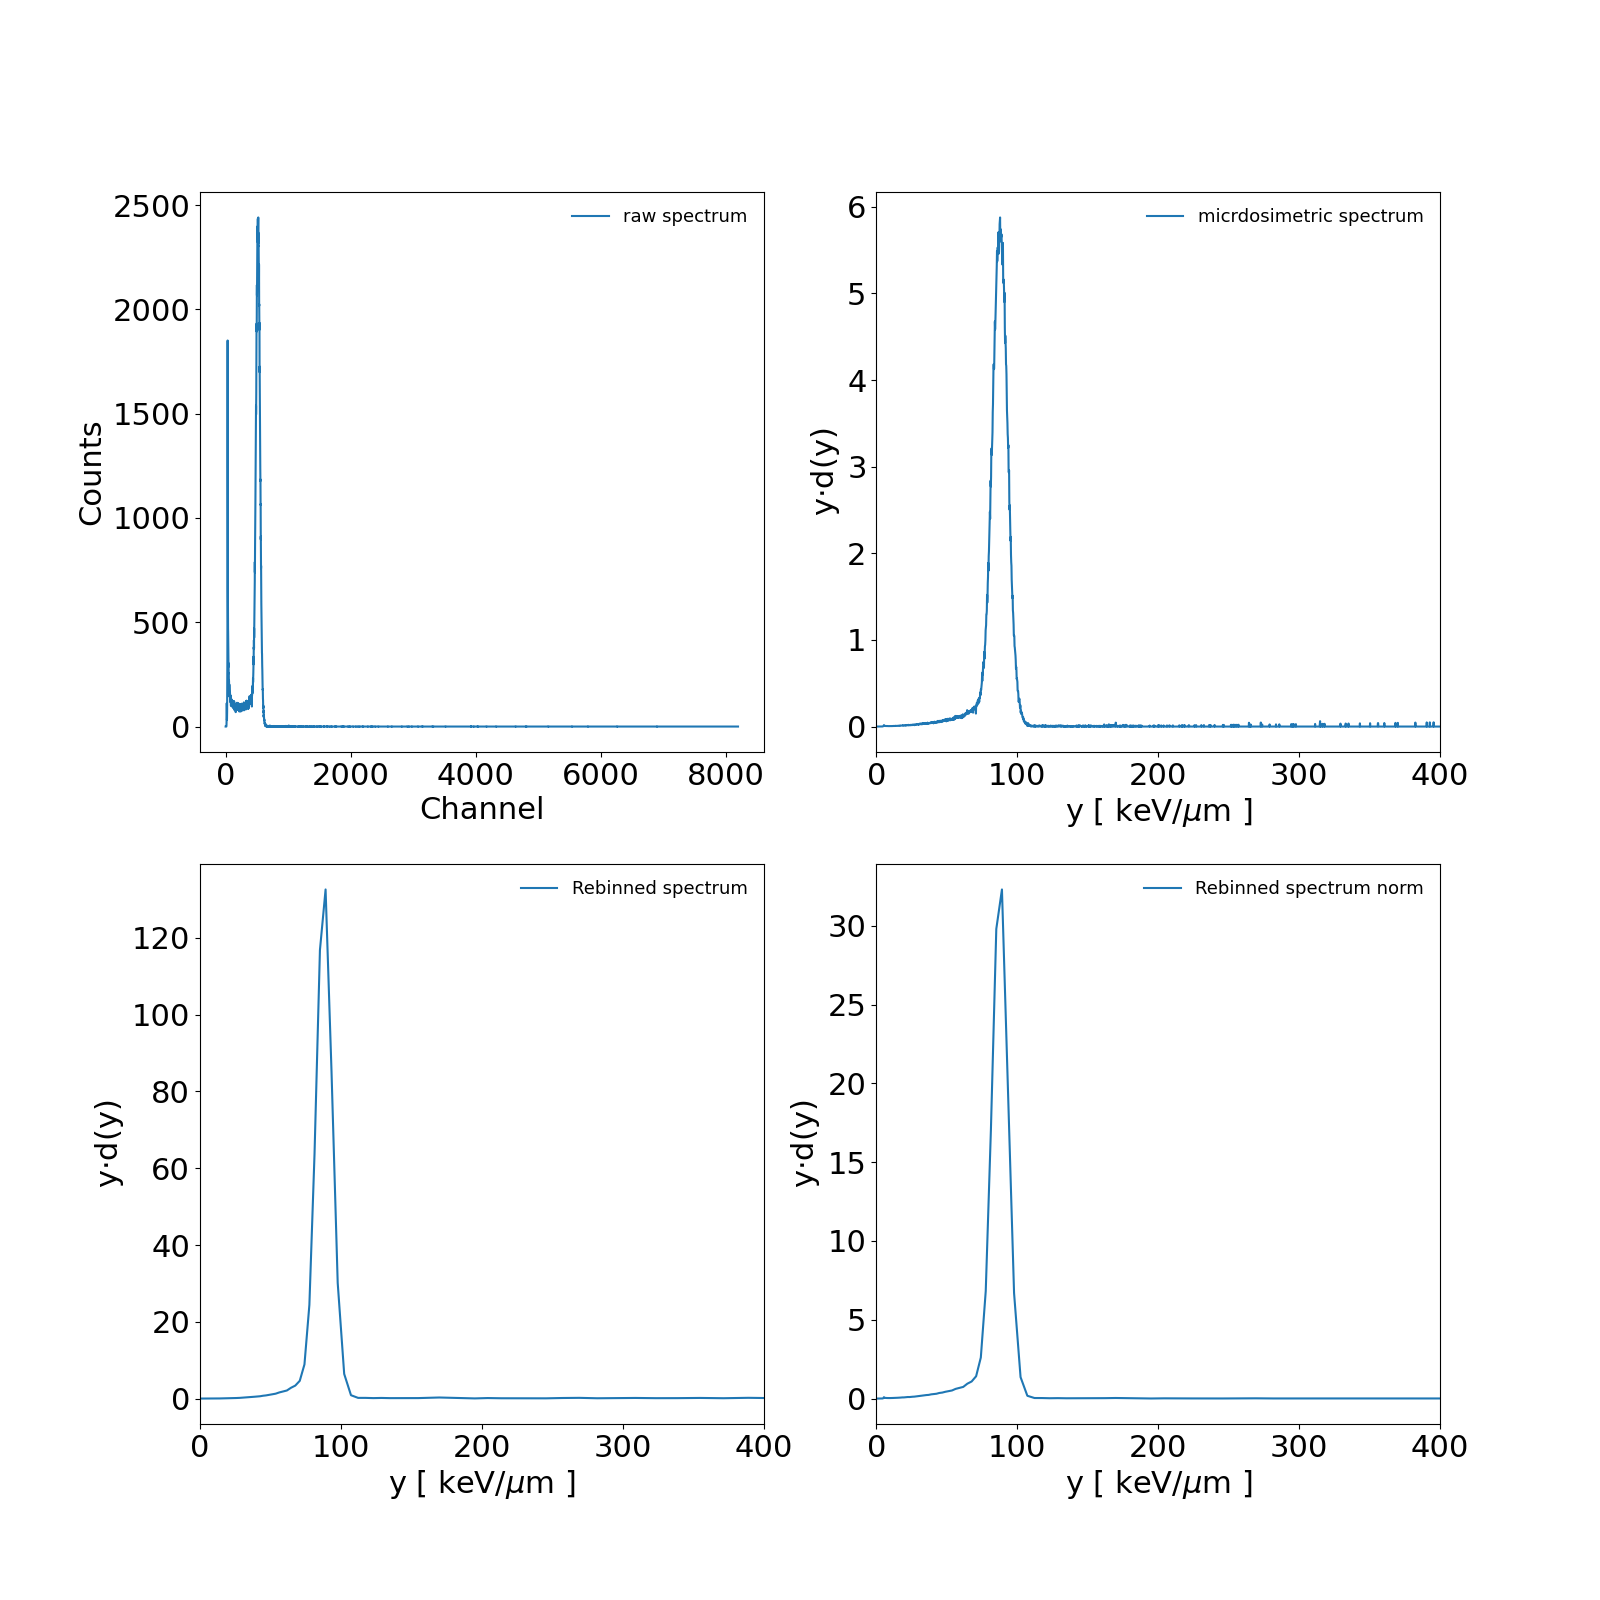 raw spectrum
2500
2000
1500
1000
500
0
Counts
0 2000 4000 6000 8000
Channel
micrdosimetric spectrum
6
5
4
3
2
1
0
y·d(y)
0 100 200 300 400
y [ keV/μm ]
Rebinned spectrum
120
100
80
60
40
20
0
y·d(y)
0 100 200 300 400
y [ keV/μm ]
Rebinned spectrum norm
30
25
20
15
10
5
0
y·d(y)
0 100 200 300 400
y [ keV/μm ]